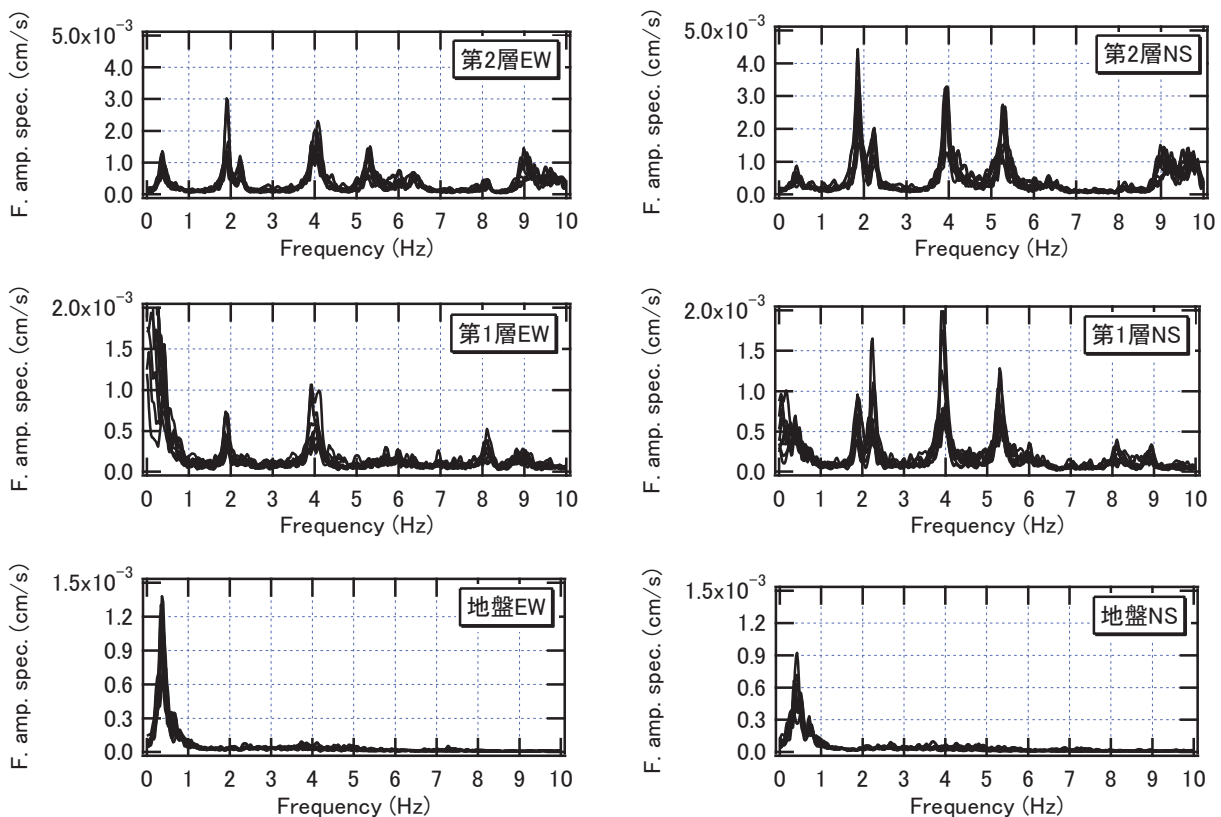 F. amp. spec. (cm/s)
5.0x10-3
4.0
3.0
2.0
1.0
0.0
第2層EW
0 1 2 3 4 5 6 7 8 9 10
Frequency (Hz)
F. amp. spec. (cm/s)
5.0x10-3
4.0
3.0
2.0
1.0
0.0
第2層NS
0 1 2 3 4 5 6 7 8 9 10
Frequency (Hz)
F. amp. spec. (cm/s)
2.0x10-3
1.5
1.0
0.5
0.0
第1層EW
0 1 2 3 4 5 6 7 8 9 10
Frequency (Hz)
F. amp. spec. (cm/s)
2.0x10-3
1.5
1.0
0.5
0.0
第1層NS
0 1 2 3 4 5 6 7 8 9 10
Frequency (Hz)
F. amp. spec. (cm/s)
1.5x10-3
1.2
0.9
0.6
0.3
0.0
地盤EW
0 1 2 3 4 5 6 7 8 9 10
Frequency (Hz)
F. amp. spec. (cm/s)
1.5x10-3
1.2
0.9
0.6
0.3
0.0
地盤NS
0 1 2 3 4 5 6 7 8 9 10
Frequency (Hz)